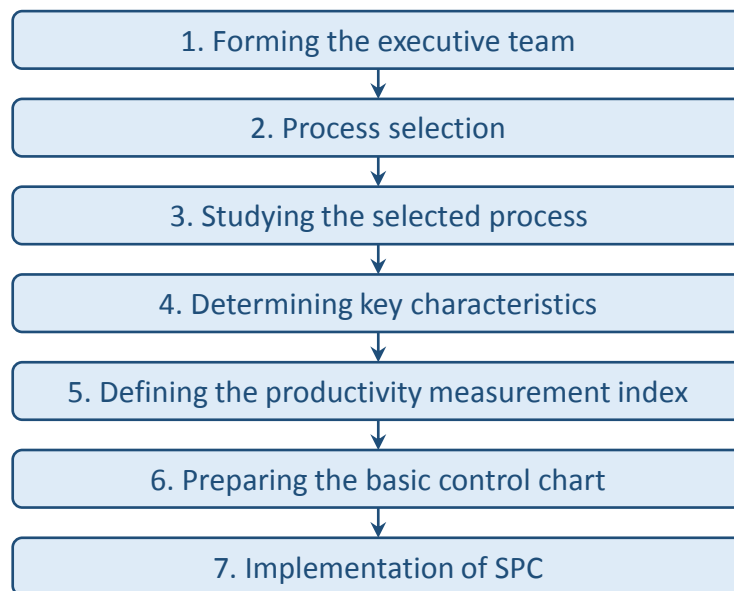 1. Forming the executive team
2. Process selection
3. Studying the selected process
4. Determining key characteristics
5. Defining the productivity measurement index
6. Preparing the basic control chart
7. Implementation of SPC